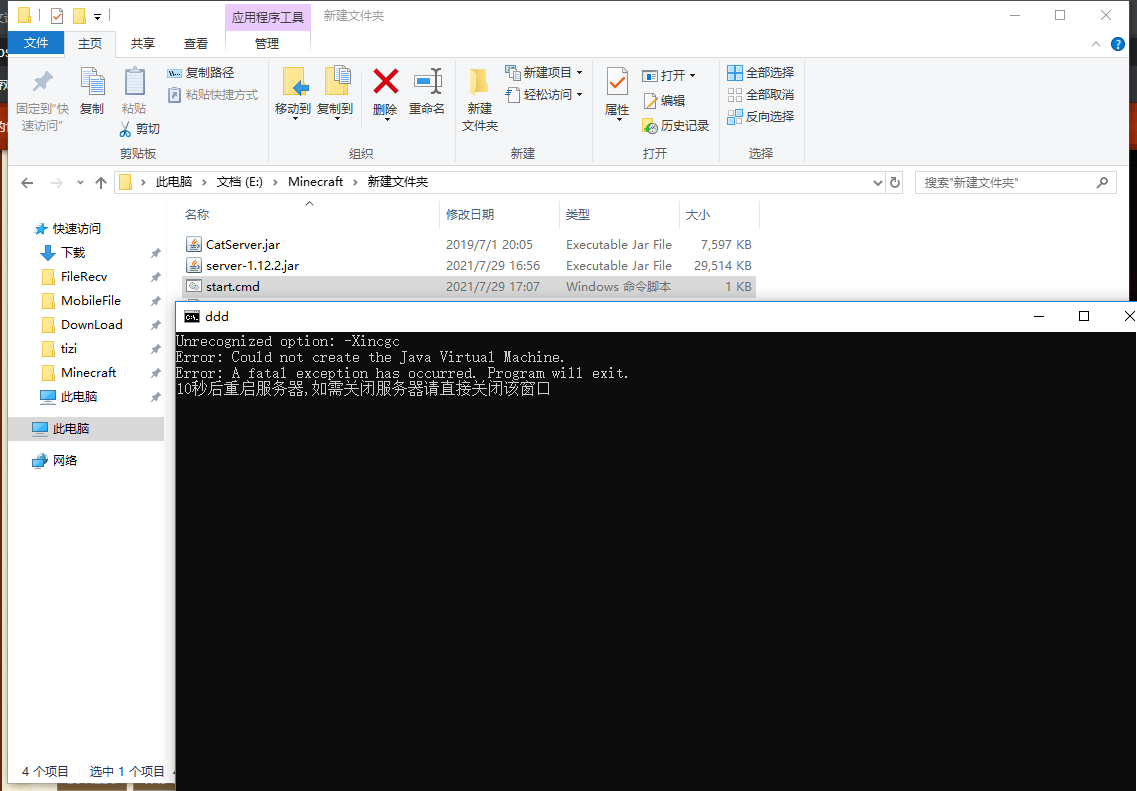 应用程序工具 新建文件夹
文件 主页 共享 查看 管理
固定到"快速访问" 复制 粘贴 复制路径 粘贴快捷方式 剪切
移动到 复制到 删除 重命名
新建文件夹 新建项目 轻松访问
属性 打开 编辑 历史记录
全部选择 全部取消 反向选择
剪贴板 组织 新建 打开 选择
此电脑 文档 (E:) Minecraft 新建文件夹 搜索"新建文件夹"
名称 修改日期 类型 大小
CatServer.jar 2019/7/1 20:05 Executable Jar File 7,597 KB
server-1.12.2.jar 2021/7/29 16:56 Executable Jar File 29,514 KB
start.cmd 2021/7/29 17:07 Windows 命令脚本 1 KB
快速访问
下载
FileRecv
MobileFile
DownLoad
tizi
Minecraft
此电脑
此电脑
网络
ddd
Unrecognized option: -Xincgc
Error: Could not create the Java Virtual Machine.
Error: A fatal exception has occurred. Program will exit.
10秒后重启服务器,如需关闭服务器请直接关闭该窗口
4 个项目 选中 1 个项目